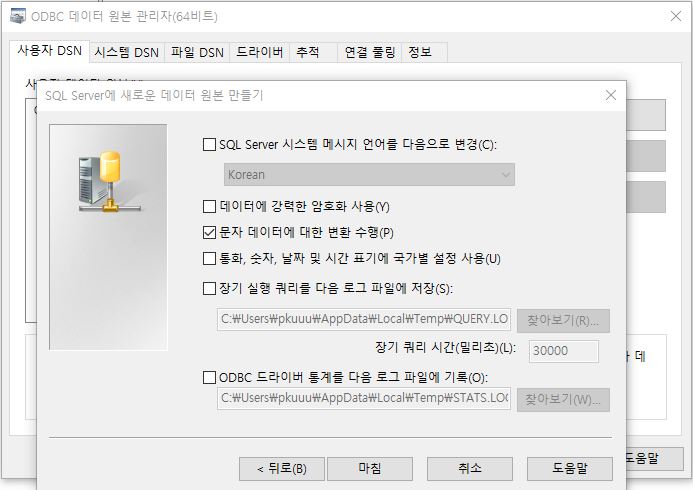 ODBC 데이터 원본 관리자(64비트)
사용자 DSN 시스템 DSN 파일 DSN 드라이버 추적 연결 풀링 정보
SQL Server에 새로운 데이터 원본 만들기
SQL Server 시스템 메시지 언어를 다음으로 변경(C):
Korean
데이터에 강력한 암호화 사용(Y)
문자 데이터에 대한 변환 수행(P)
통화, 숫자, 날짜 및 시간 표기에 국가별 설정 사용(U)
장기 실행 쿼리를 다음 로그 파일에 저장(S):
C:₩Users₩pkuuu₩AppData₩Local₩Temp₩QUERY.LO 찾아보기(R)...
장기 쿼리 시간(밀리초)(L): 30000
데
ODBC 드라이버 통계를 다음 로그 파일에 기록(O):
C:₩Users₩pkuuu₩AppData₩Local₩Temp₩STATS.LOG 찾아보기(W)...
< 뒤로(B) 마침 취소 도움말
도움말